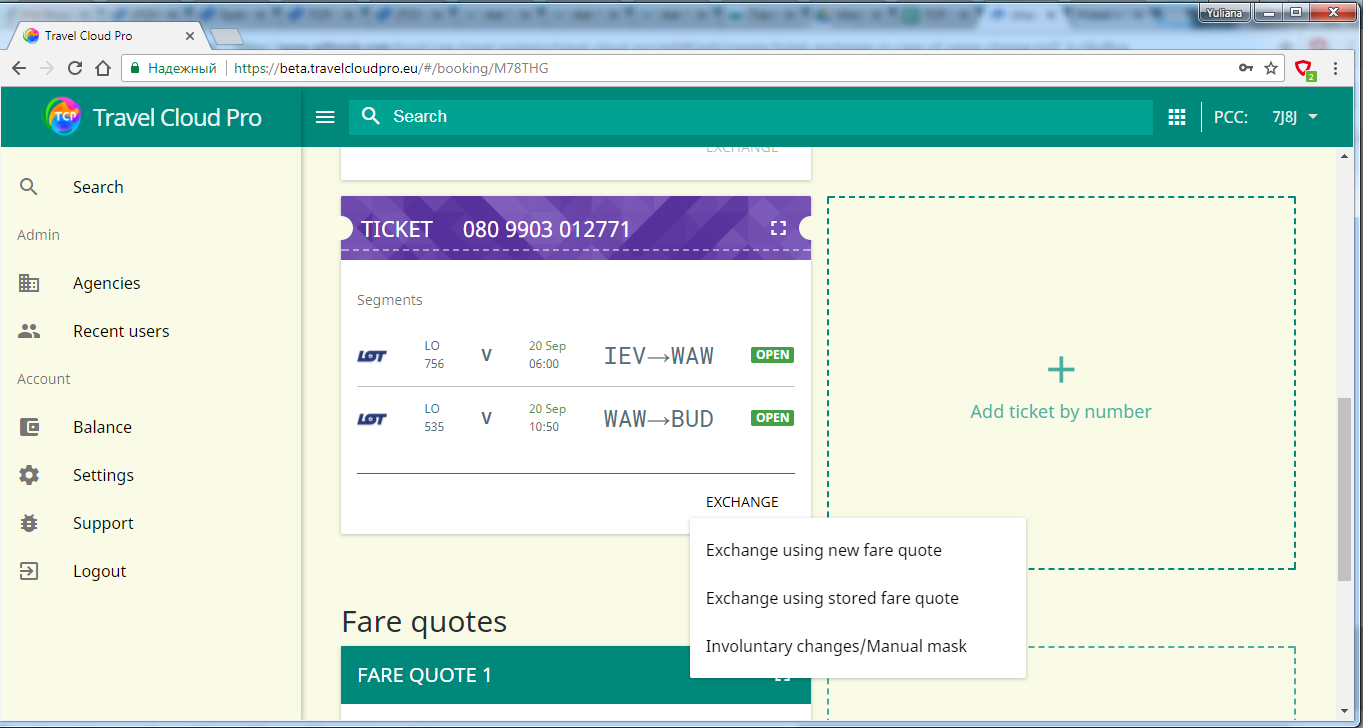 Yuliana
Travel Cloud Pro
Надежный https://beta.travelcloudpro.eu/#/booking/M78THG
2
TCP Travel Cloud Pro
Search
PCC: 7J8J
Search
Admin
Agencies
Recent users
Account
Balance
Settings
Support
Logout
EXCHANGE
TICKET 080 9903 012771
Segments
LOT LO 756 V 20 Sep 06:00 IEV→WAW OPEN
LOT LO 535 V 20 Sep 10:50 WAW→BUD OPEN
EXCHANGE
Exchange using new fare quote
Exchange using stored fare quote
Involuntary changes/Manual mask
Add ticket by number
Fare quotes
FARE QUOTE 1